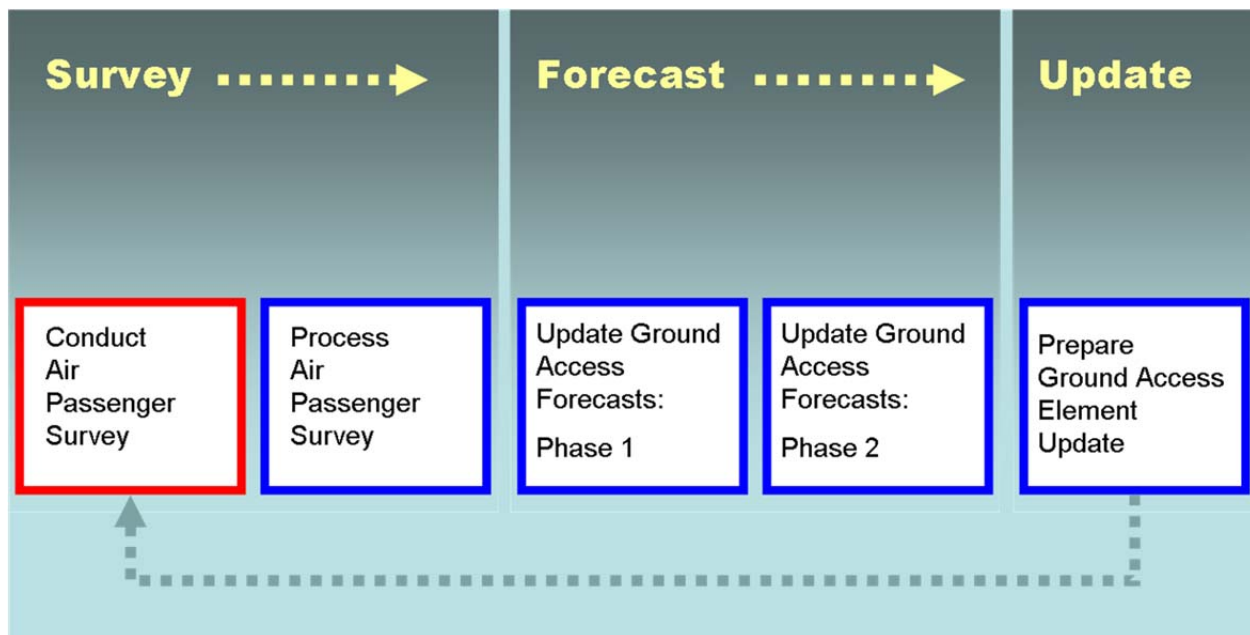 Survey
Forecast
Update
Conduct
Air
Passenger
Survey
Process
Air
Passenger
Survey
Update Ground
Access
Forecasts:
Phase 1
Update Ground
Access
Forecasts:
Phase 2
Prepare
Ground Access
Element
Update